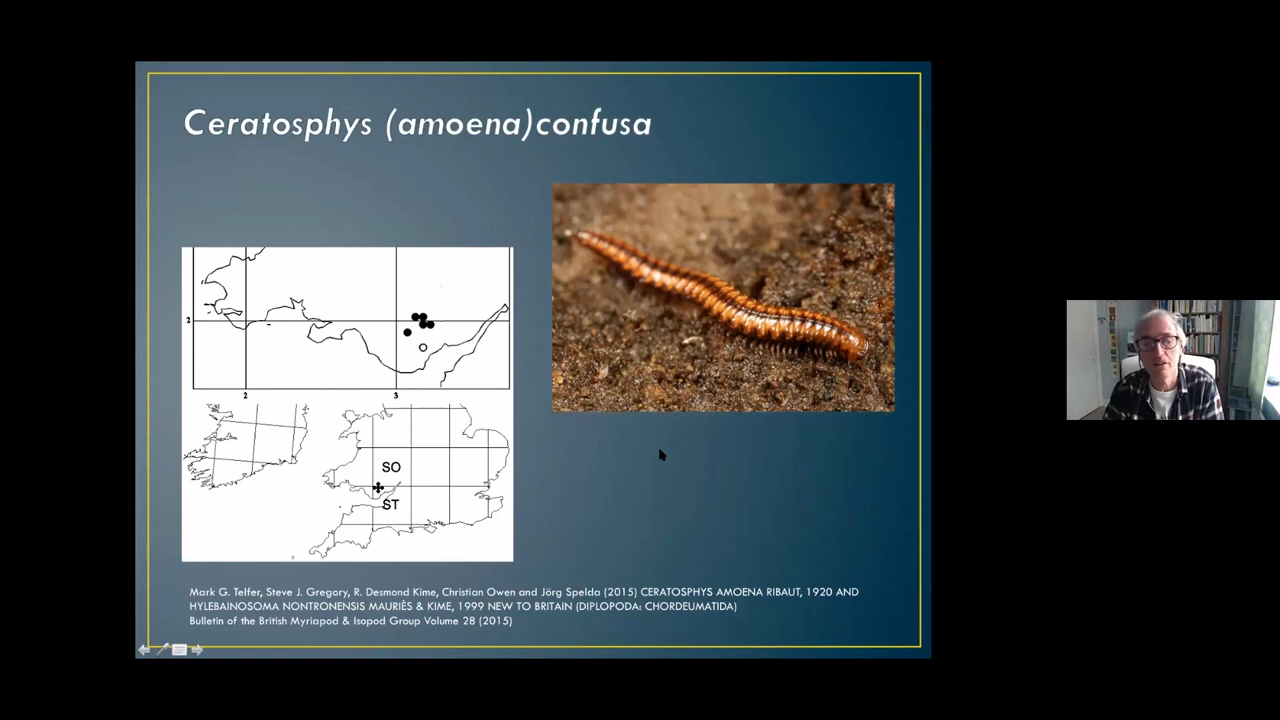 Ceratosphys (amoena)confusa
2
2
3
SO
ST
Mark G. Telfer, Steve J. Gregory, R. Desmond Kime, Christian Owen and Jörg Spelda (2015) CERATOSPHYS AMOENA RIBAUT, 1920 AND
HYLEBAINOSOMA NONTRONENSIS MAURIÈS & KIME, 1999 NEW TO BRITAIN (DIPLOPODA: CHORDEUMATIDA)
Bulletin of the British Myriapod & Isopod Group Volume 28 (2015)